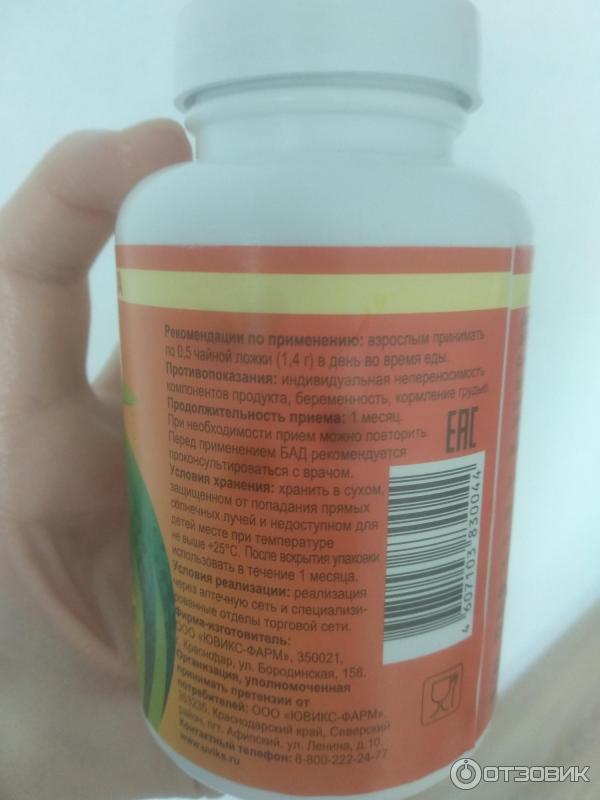 Рекомендации по применению: взрослым принимать
по 0,5 чайной ложки (1,4 г) в день во время еды.
Противопоказания: индивидуальная непереносимость
компонентов продукта, беременность, кормление грудью.
Продолжительность приема: 1 месяц.
При необходимости прием можно повторить.
Перед применением БАД рекомендуется
проконсультироваться с врачом.
Условия хранения: хранить в сухом,
защищенном от попадания прямых
солнечных лучей и недоступном для
детей месте при температуре
не выше +25°С. После вскрытия упаковки
использовать в течение 1 месяца.
Условия реализации: реализация
через аптечную сеть и специализи-
рованные отделы торговой сети.
Фирма-изготовитель:
ООО «ЮВИКС-ФАРМ», 350021,
г. Краснодар, ул. Бородинская, 158.
Организация, уполномоченная
принимать претензии от
потребителей: ООО «ЮВИКС-ФАРМ».
353236, Краснодарский край, Северский
район, пгт. Афипский, ул. Ленина, д.10.
Контактный телефон: 8-800-222-24-77
www.uviks.ru
EAC
4 607103 830044
ОТЗОВИК